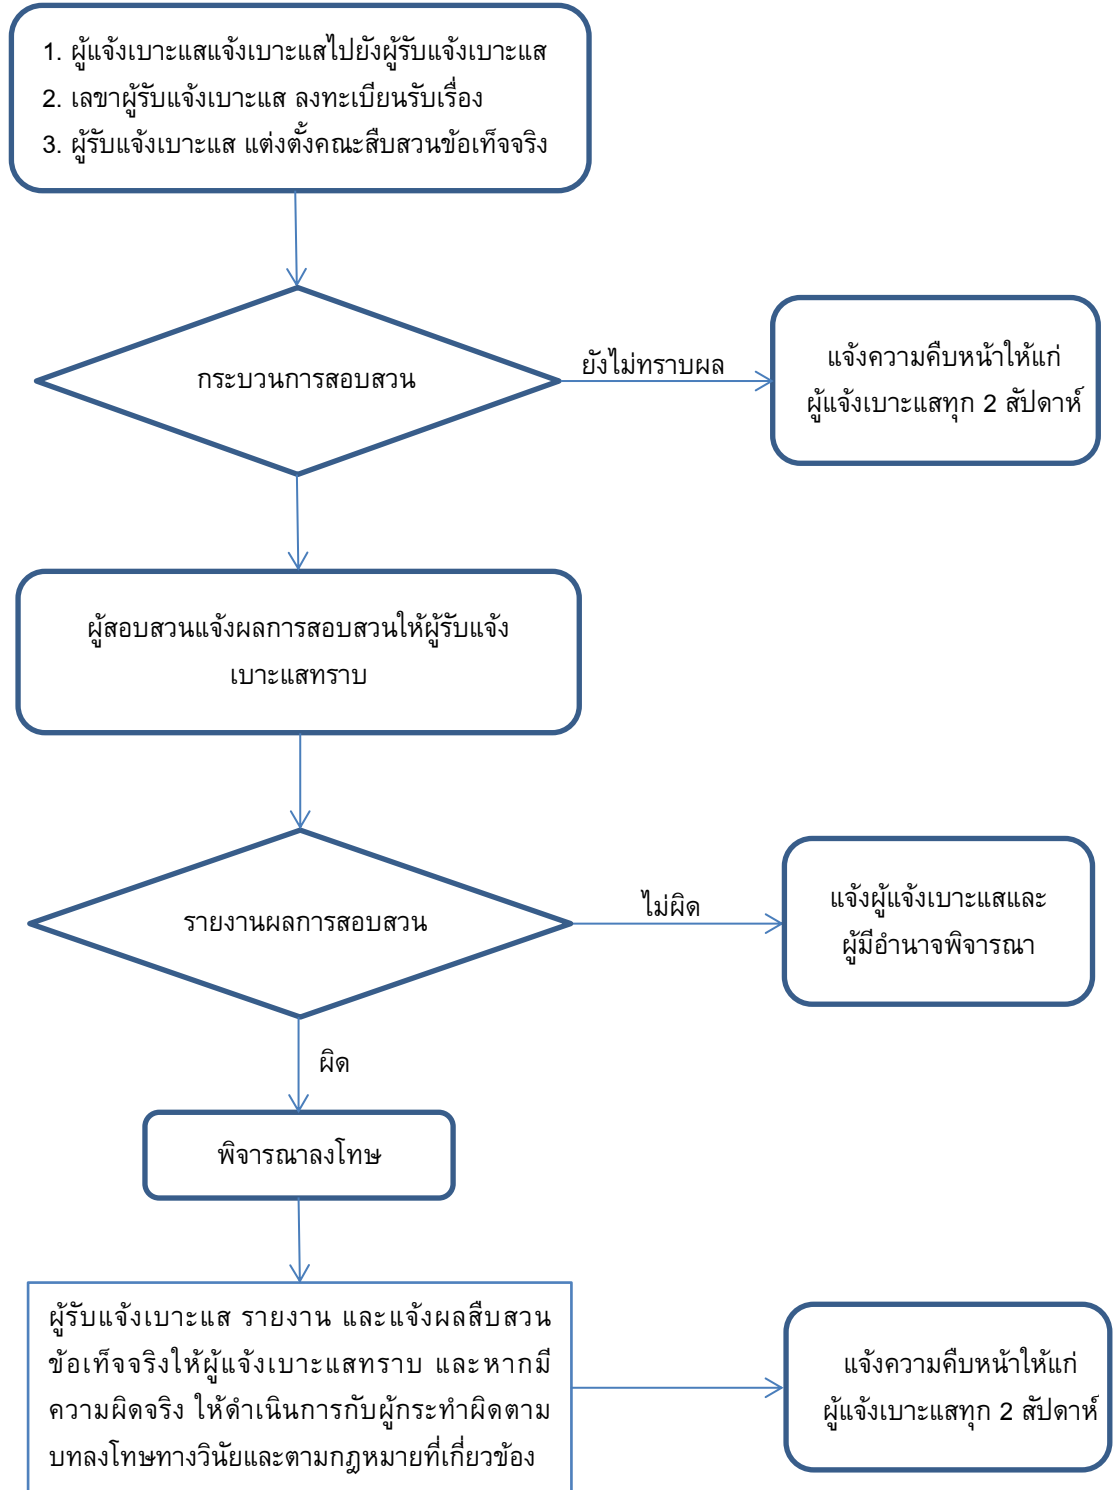 1. ผู้แจ้งเบาะแสแจ้งเบาะแสไปยังผู้รับแจ้งเบาะแส
2. เลขาผู้รับแจ้งเบาะแส ลงทะเบียนรับเรื่อง
3. ผู้รับแจ้งเบาะแส แต่งตั้งคณะสืบสวนข้อเท็จจริง
กระบวนการสอบสวน
ยังไม่ทราบผล
แจ้งความคืบหน้าให้แก่
ผู้แจ้งเบาะแสทุก 2 สัปดาห์
ผู้สอบสวนแจ้งผลการสอบสวนให้ผู้รับแจ้ง
เบาะแสทราบ
รายงานผลการสอบสวน
ไม่ผิด
แจ้งผู้แจ้งเบาะแสและ
ผู้มีอำนาจพิจารณา
ผิด
พิจารณาลงโทษ
ผู้รับแจ้งเบาะแส รายงาน และแจ้งผลสืบสวน
ข้อเท็จจริงให้ผู้แจ้งเบาะแสทราบ และหากมี
ความผิดจริง ให้ดำเนินการกับผู้กระทำผิดตาม
บทลงโทษทางวินัยและตามกฎหมายที่เกี่ยวข้อง
แจ้งความคืบหน้าให้แก่
ผู้แจ้งเบาะแสทุก 2 สัปดาห์